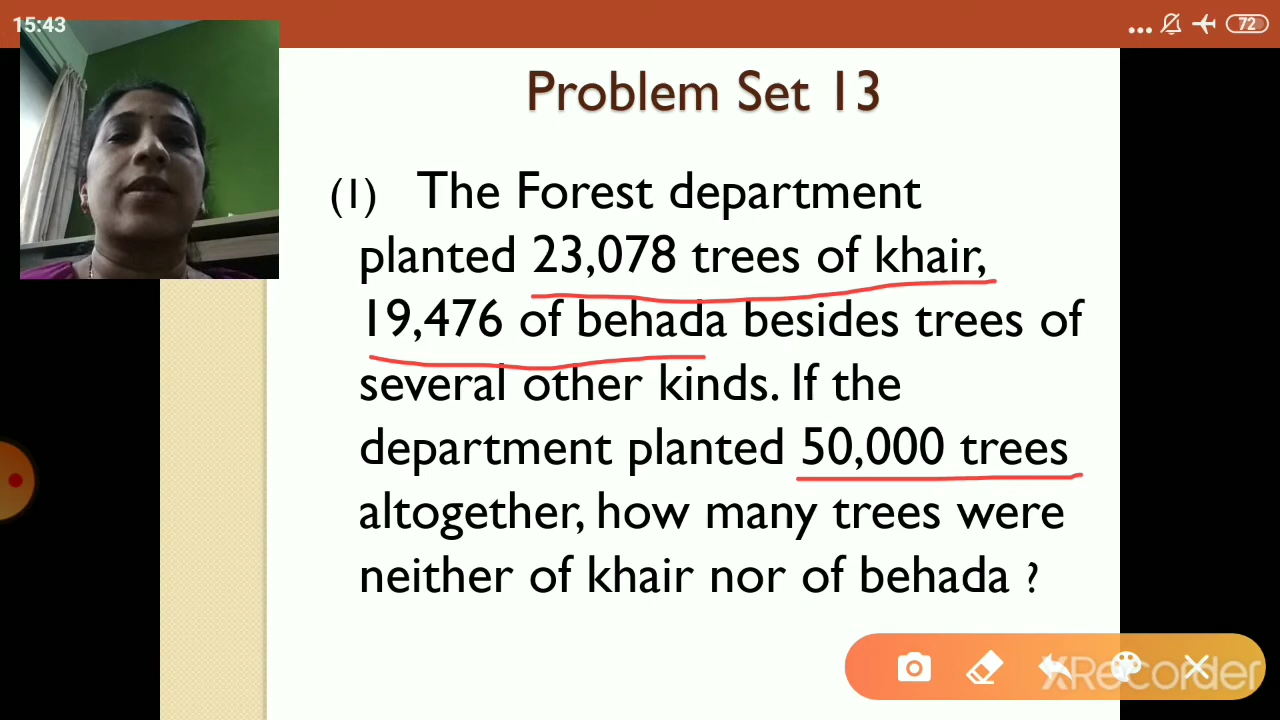 15:43
72
Problem Set 13
(1) The Forest department
planted 23,078 trees of khair,
19,476 of behada besides trees of
several other kinds. If the
department planted 50,000 trees
altogether, how many trees were
neither of khair nor of behada ?
XRecorder